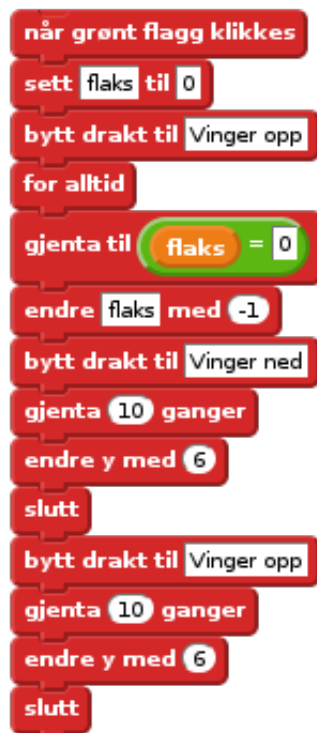 når grønt flagg klikkes
sett flaks til 0
bytt drakt til Vinger opp
for alltid
gjenta til flaks = 0
endre flaks med -1
bytt drakt til Vinger ned
gjenta 10 ganger
endre y med 6
slutt
bytt drakt til Vinger opp
gjenta 10 ganger
endre y med 6
slutt